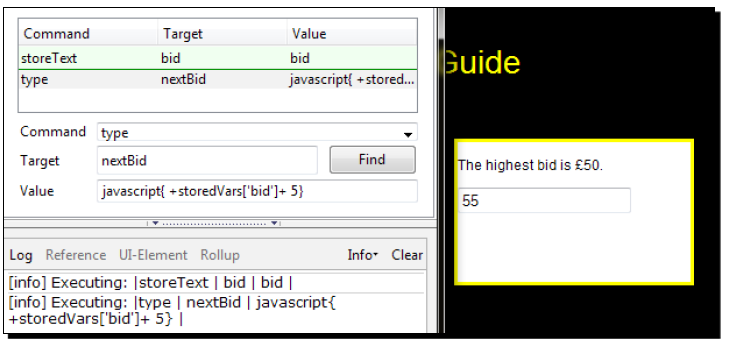 Command Target Value
storeText bid bid
type nextBid javascript{ +stored...
Command type
Target nextBid Find
Value javascript{ +storedVars['bid']+ 5}
Log Reference UI-Element Rollup Info Clear
[info] Executing: |storeText | bid | bid |
[info] Executing: |type | nextBid | javascript{
+storedVars['bid']+ 5} |
Guide
The highest bid is £50.
55